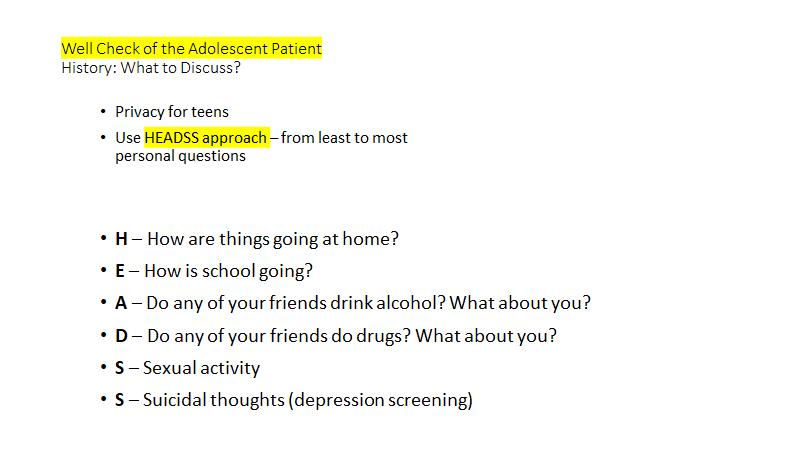 Well Check of the Adolescent Patient
History: What to Discuss?
• Privacy for teens
• Use HEADSS approach – from least to most
personal questions
• H – How are things going at home?
• E – How is school going?
• A – Do any of your friends drink alcohol? What about you?
• D – Do any of your friends do drugs? What about you?
• S – Sexual activity
• S – Suicidal thoughts (depression screening)